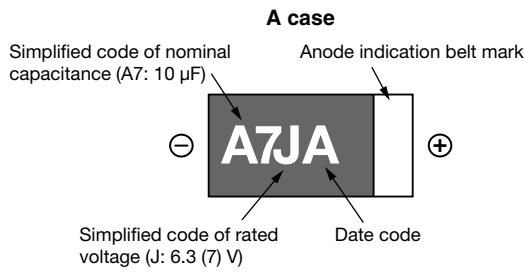 A case
Simplified code of nominal
capacitance (A7: 10 µF)
Anode indication belt mark
⊖ A7JA ⊕
Simplified code of rated
voltage (J: 6.3 (7) V)
Date code